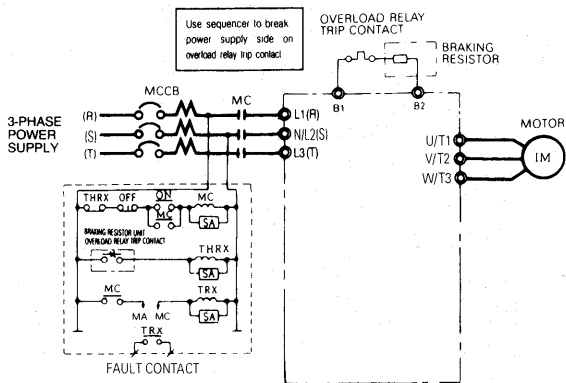 Use sequencer to break
power supply side on
overload relay trip contact
OVERLOAD RELAY
TRIP CONTACT
BRAKING
RESISTOR
B1
B2
MCCB
MC
3-PHASE
POWER
SUPPLY
(R)
(S)
(T)
L1(R)
N/L2(S)
L3(T)
U/T1
V/T2
W/T3
MOTOR
IM
THRX
OFF
ON
MC
MC
SA
BRAKING RESISTOR UNIT
OVERLOAD RELAY TRIP CONTACT
THRX
SA
MC
MA
MC
TRX
SA
TRX
FAULT CONTACT